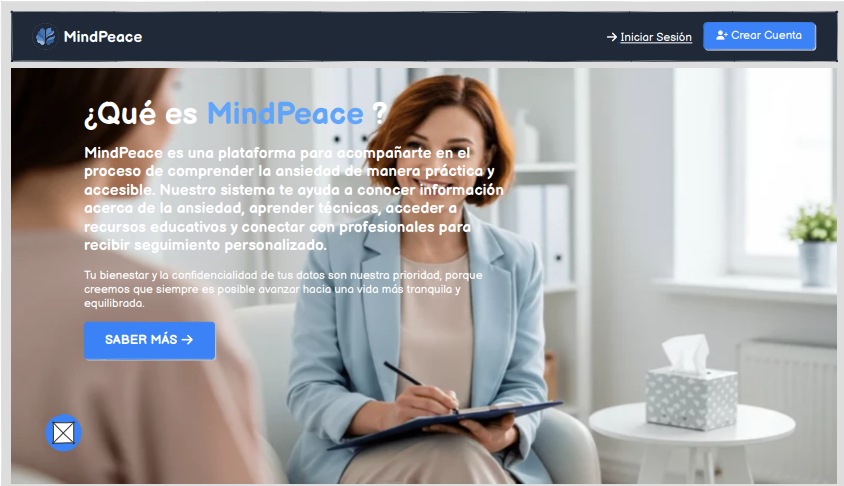 MindPeace
Iniciar Sesión
Crear Cuenta
¿Qué es MindPeace ?
MindPeace es una plataforma para acompañarte en el
proceso de comprender la ansiedad de manera práctica y
accesible. Nuestro sistema te ayuda a conocer información
acerca de la ansiedad, aprender técnicas, acceder a
recursos educativos y conectar con profesionales para
recibir seguimiento personalizado.
Tu bienestar y la confidencialidad de tus datos son nuestra prioridad, porque
creemos que siempre es posible avanzar hacia una vida más tranquila y
equilibrada.
SABER MÁS →